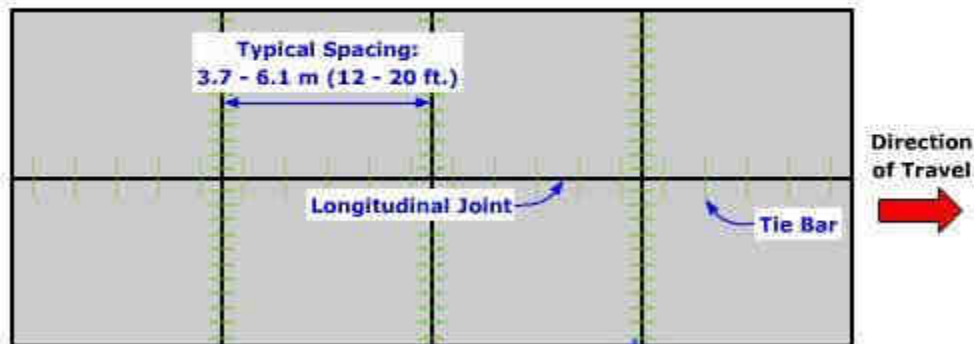 Typical Spacing:
3.7 - 6.1 m (12 - 20 ft.)
Direction
of Travel
Longitudinal Joint
Tie Bar